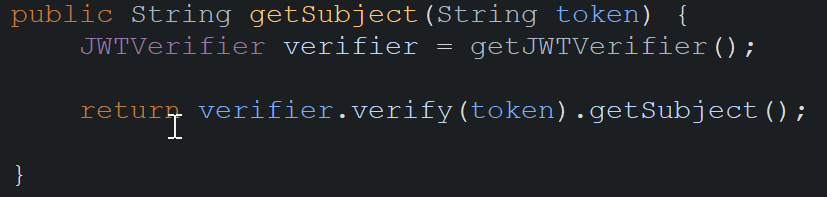 public String getSubject(String token) {
JWTVerifier verifier = getJWTVerifier();
return verifier.verify(token).getSubject();
}